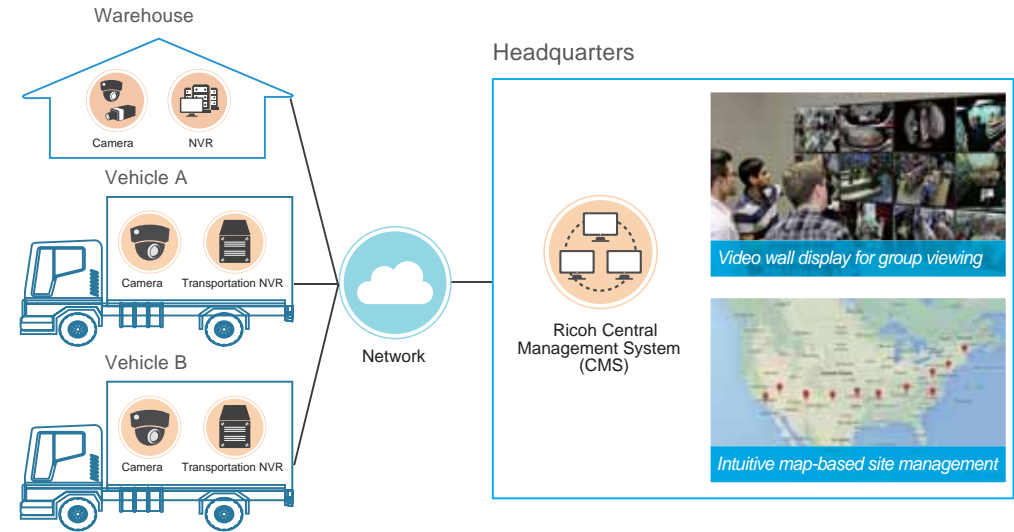 Warehouse
Camera
NVR
Vehicle A
Camera
Transportation NVR
Vehicle B
Camera
Transportation NVR
Network
Headquarters
Ricoh Central
Management System
(CMS)
Video wall display for group viewing
Intuitive map-based site management